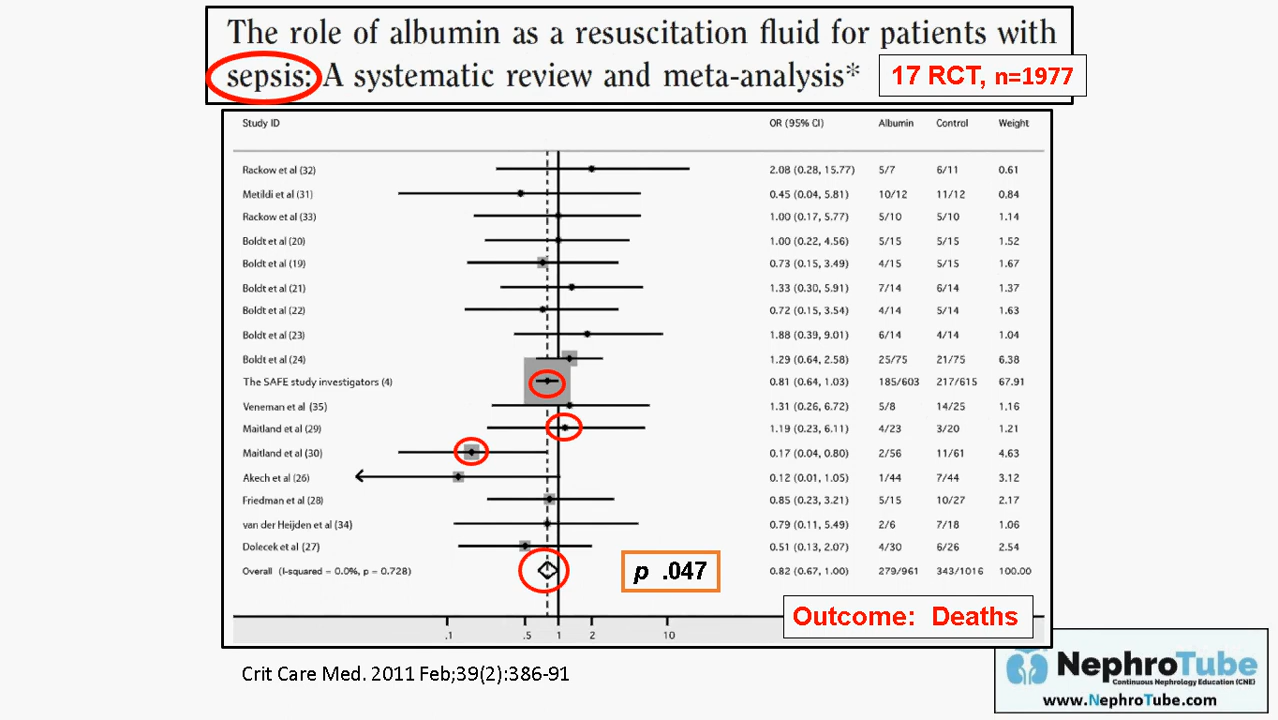 The role of albumin as a resuscitation fluid for patients with
sepsis: A systematic review and meta-analysis*
17 RCT, n=1977
Study ID OR (95% CI) Albumin Control Weight
Rackow et al (32) 2.08 (0.28, 15.77) 5/7 6/11 0.61
Metildi et al (31) 0.45 (0.04, 5.81) 10/12 11/12 0.84
Rackow et al (33) 1.00 (0.17, 5.77) 5/10 5/10 1.14
Boldt et al (20) 1.00 (0.22, 4.56) 5/15 5/15 1.52
Boldt et al (19) 0.73 (0.15, 3.49) 4/15 5/15 1.67
Boldt et al (21) 1.33 (0.30, 5.91) 7/14 6/14 1.37
Boldt et al (22) 0.72 (0.15, 3.54) 4/14 5/14 1.63
Boldt et al (23) 1.88 (0.39, 9.01) 6/14 4/14 1.04
Boldt et al (24) 1.29 (0.64, 2.58) 25/75 21/75 6.38
The SAFE study investigators (4) 0.81 (0.64, 1.03) 185/603 217/615 67.91
Veneman et al (35) 1.31 (0.26, 6.72) 5/8 14/25 1.16
Maitland et al (29) 1.19 (0.23, 6.11) 4/23 3/20 1.21
Maitland et al (30) 0.17 (0.04, 0.80) 2/56 11/61 4.63
Akech et al (26) 0.12 (0.01, 1.05) 1/44 7/44 3.12
Friedman et al (28) 0.85 (0.23, 3.21) 5/15 10/27 2.17
van der Heijden et al (34) 0.79 (0.11, 5.49) 2/6 7/18 1.06
Dolecek et al (27) 0.51 (0.13, 2.07) 4/30 6/26 2.54
Overall (I-squared = 0.0%, p = 0.728) 0.82 (0.67, 1.00) 279/961 343/1016 100.00
p .047
Outcome: Deaths
.1 .5 1 2 10
Crit Care Med. 2011 Feb;39(2):386-91
NephroTube
Continuous Nephrology Education (CNE)
www.NephroTube.com